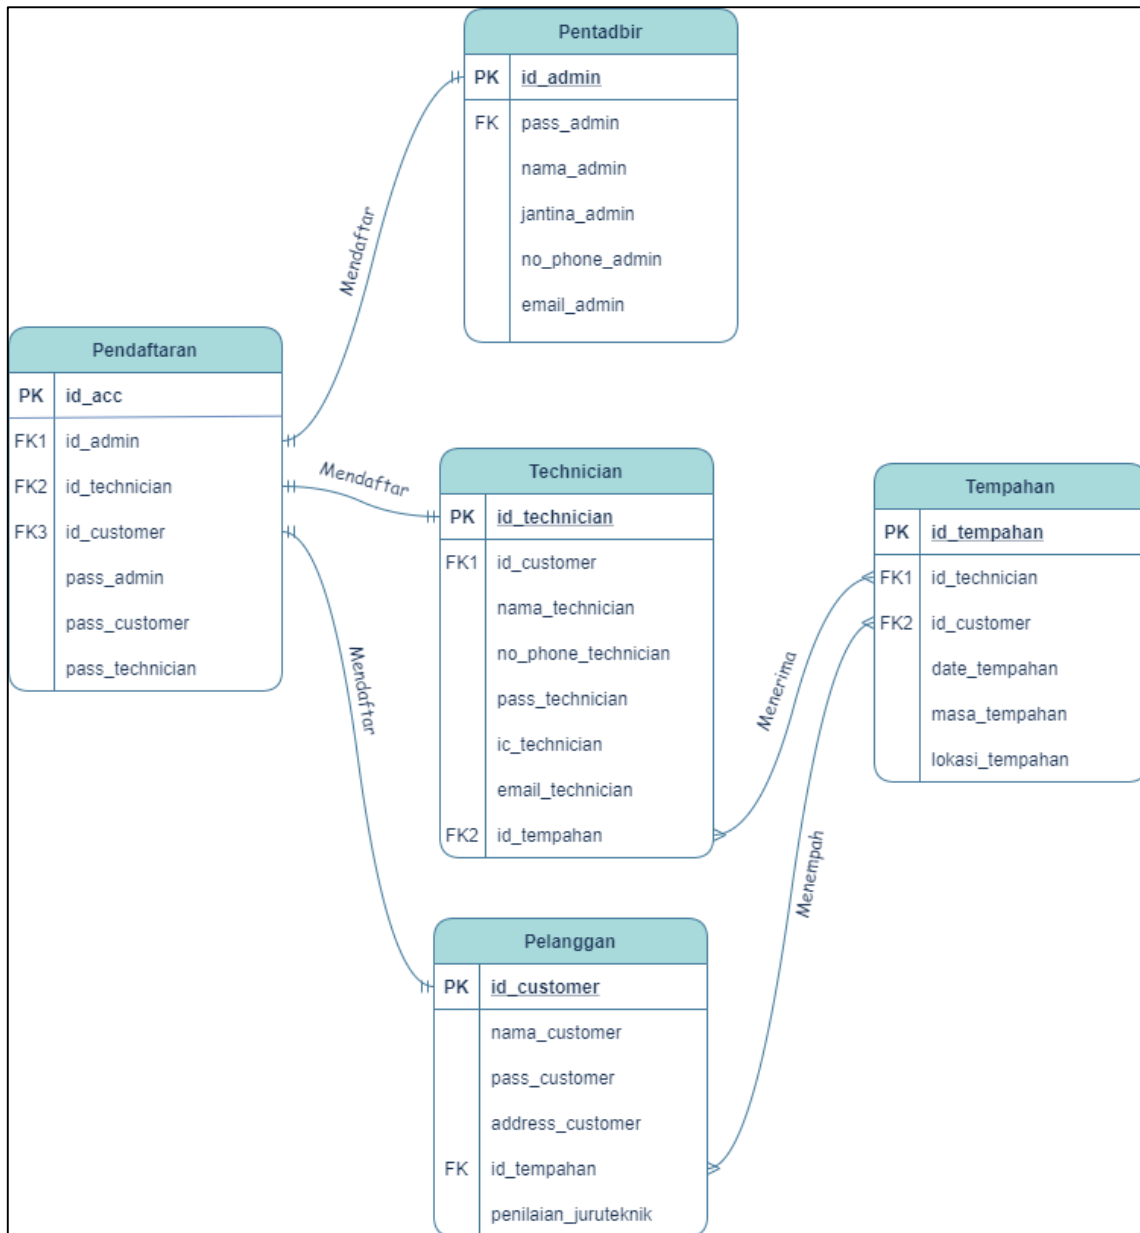 Pentadbir
PK id_admin
FK pass_admin
nama_admin
jantina_admin
no_phone_admin
email_admin
Mendaftar
Pendaftaran
PK id_acc
FK1 id_admin
FK2 id_technician
FK3 id_customer
pass_admin
pass_customer
pass_technician
Mendaftar
Technician
PK id_technician
FK1 id_customer
nama_technician
no_phone_technician
pass_technician
ic_technician
email_technician
FK2 id_tempahan
Tempahan
PK id_tempahan
FK1 id_technician
FK2 id_customer
date_tempahan
masa_tempahan
lokasi_tempahan
Mendaftar
Menerima
Menempah
Pelanggan
PK id_customer
nama_customer
pass_customer
address_customer
FK id_tempahan
penilaian_juruteknik